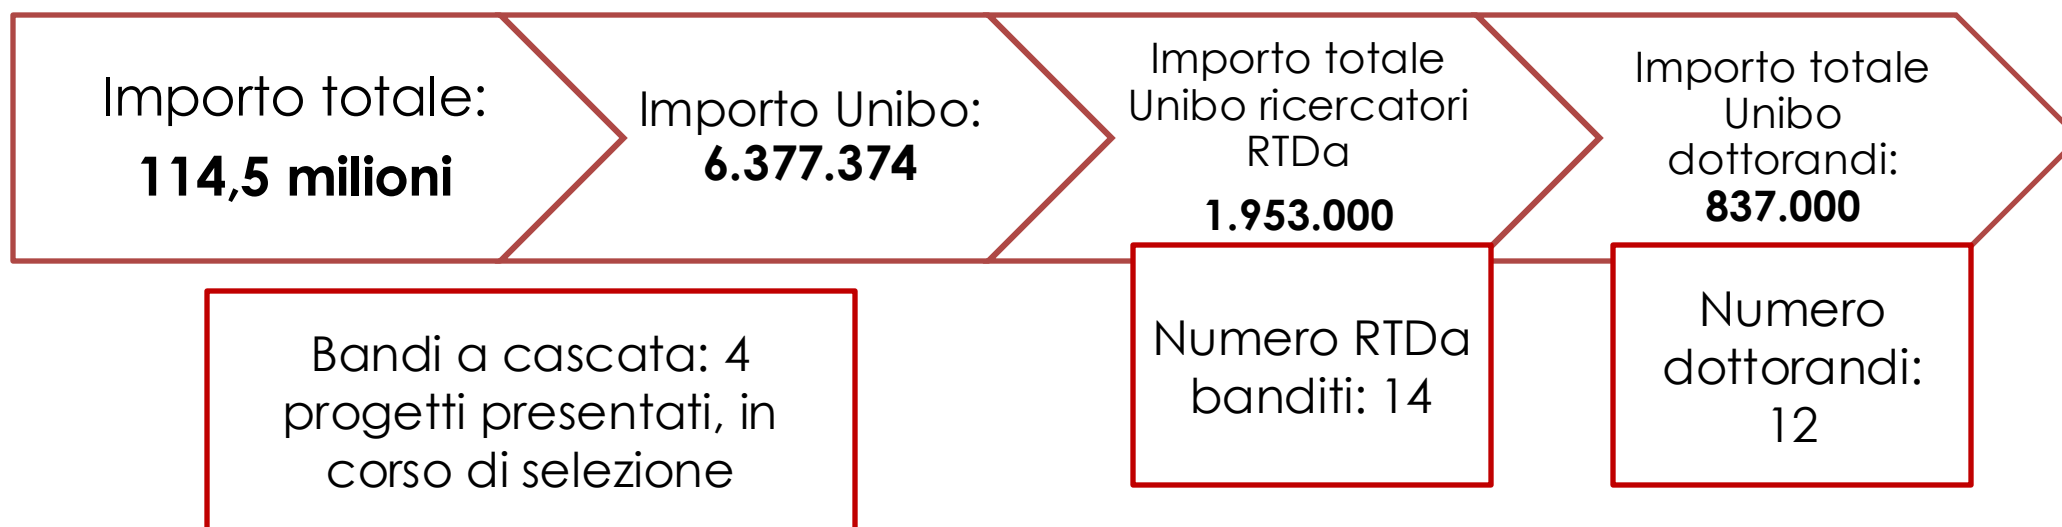 Importo totale:
114,5 milioni
Importo Unibo:
6.377.374
Importo totale
Unibo ricercatori
RTDa
1.953.000
Importo totale
Unibo
dottorandi:
837.000
Bandi a cascata: 4
progetti presentati, in
corso di selezione
Numero RTDa
banditi: 14
Numero
dottorandi:
12